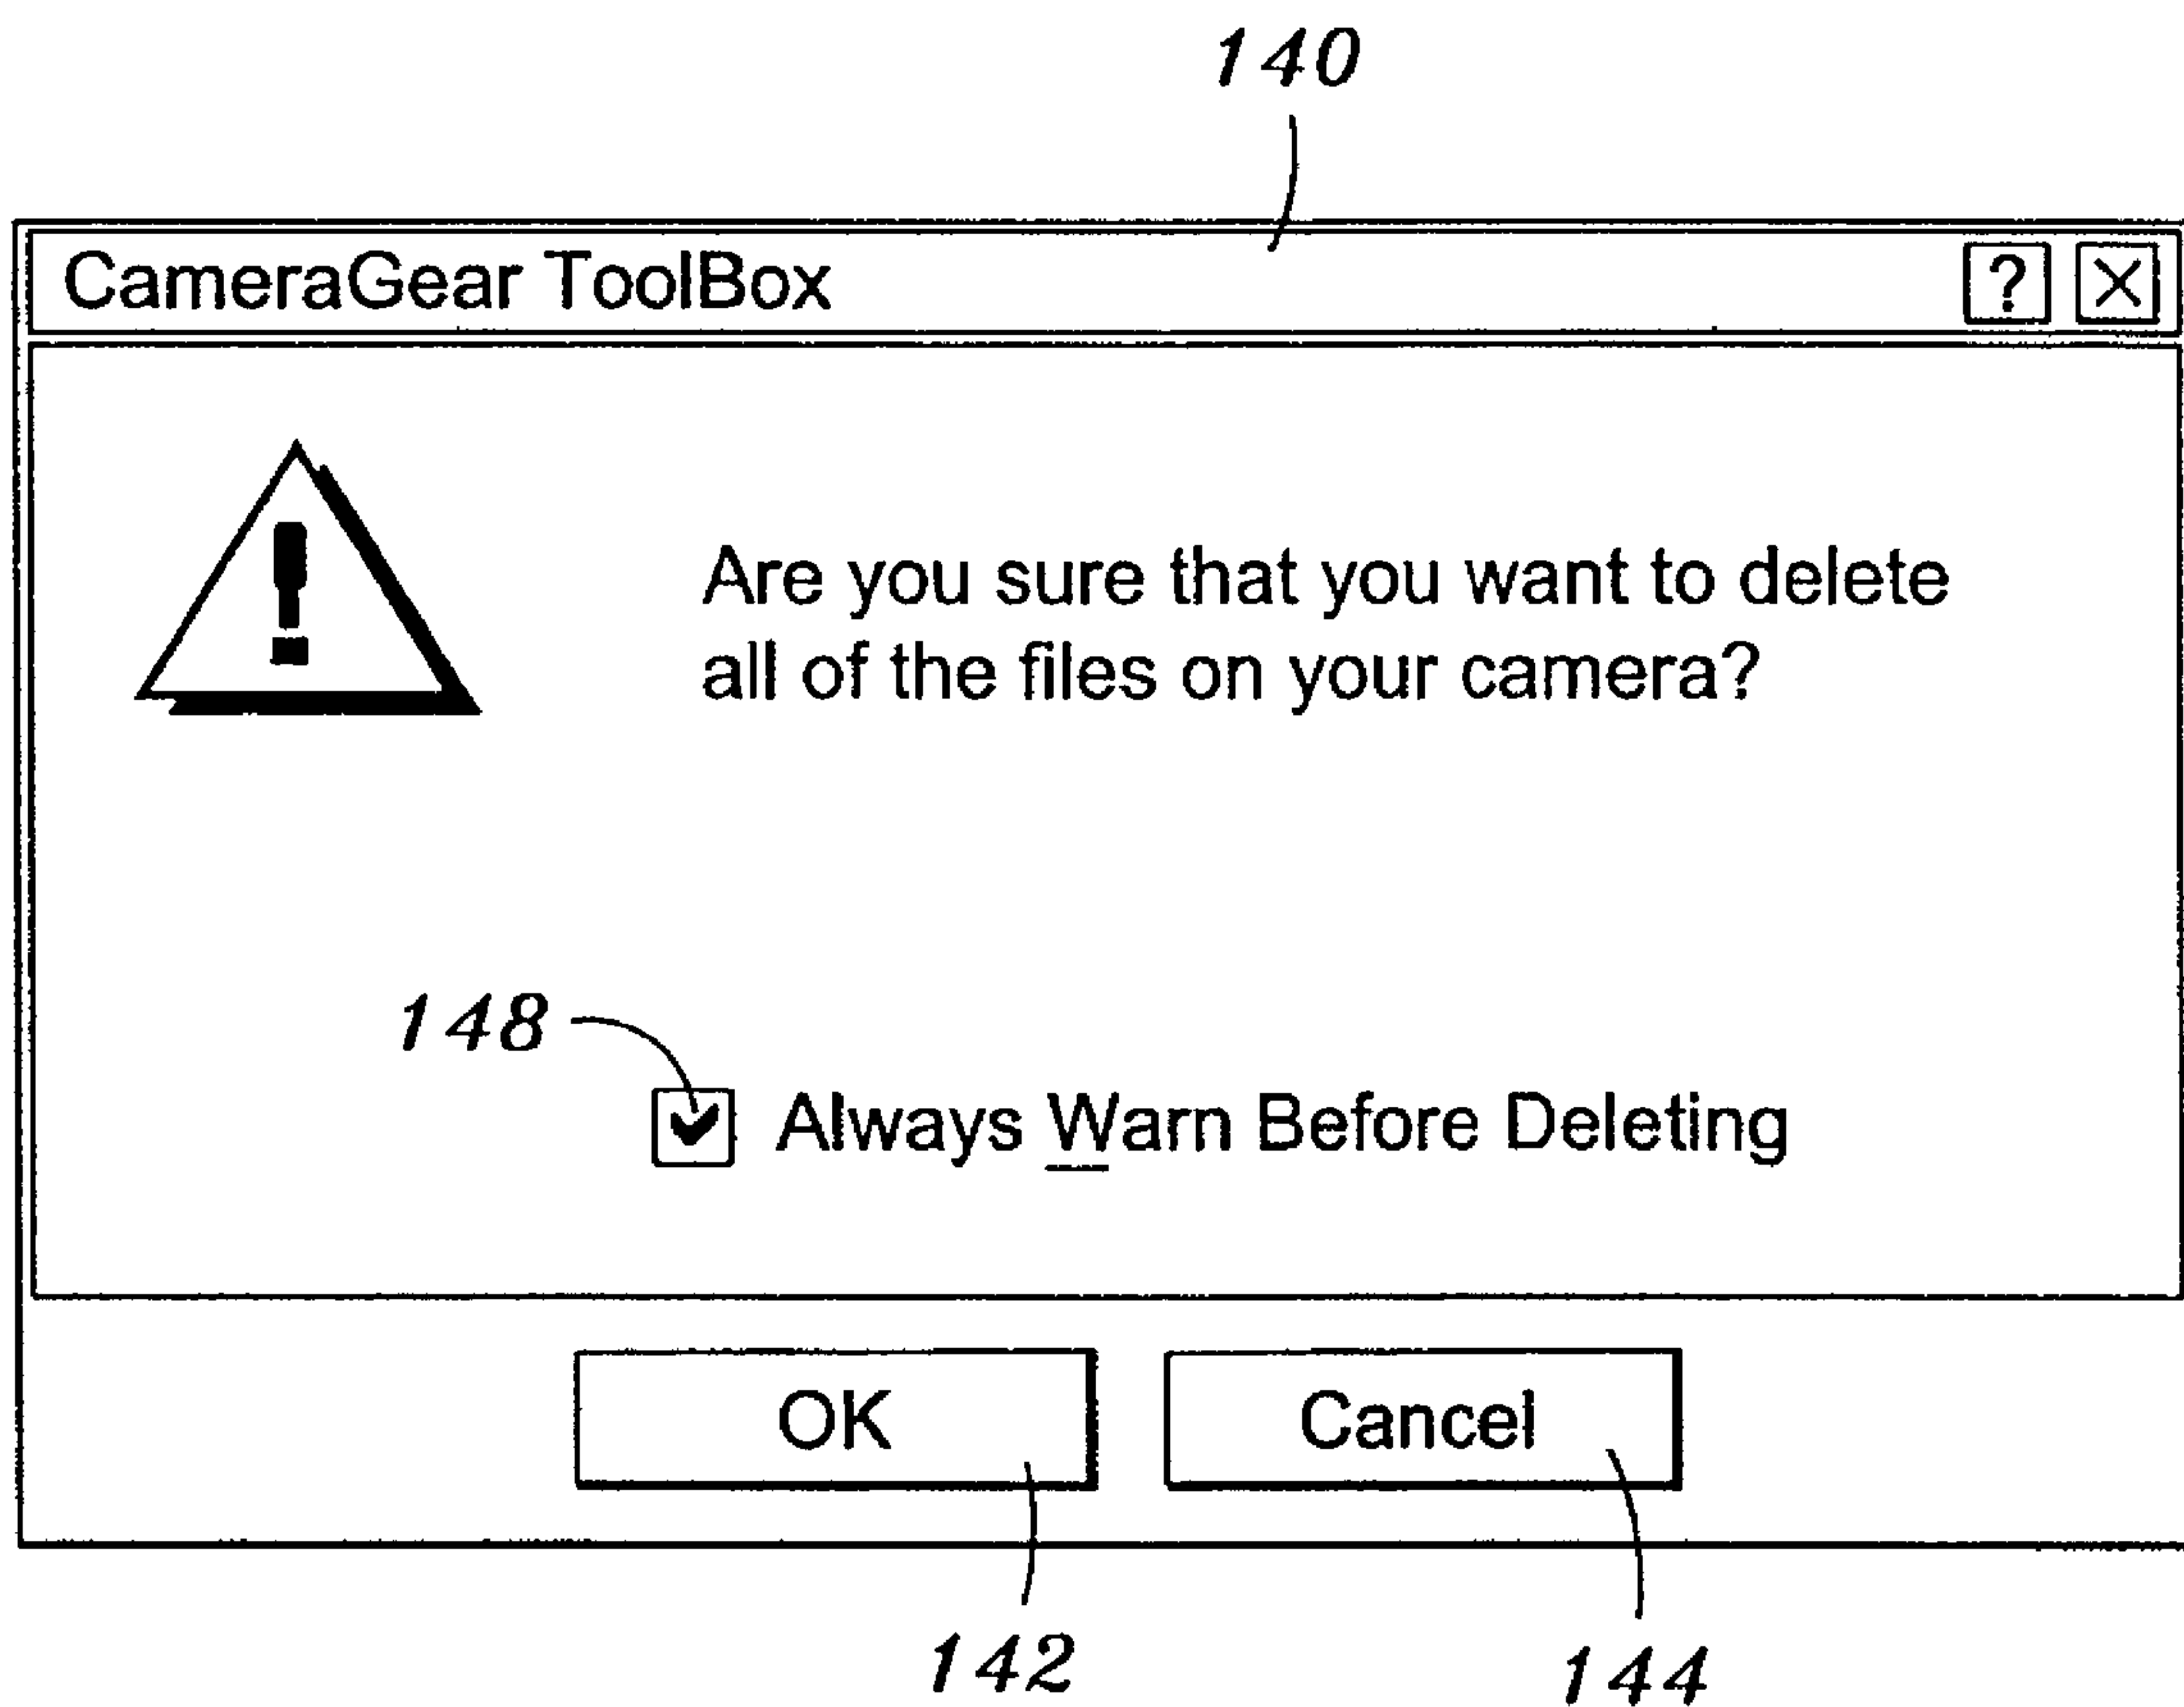 140
CameraGear ToolBox ? X
!
Are you sure that you want to delete
all of the files on your camera?
148
Always Warn Before Deleting
OK Cancel
142 144